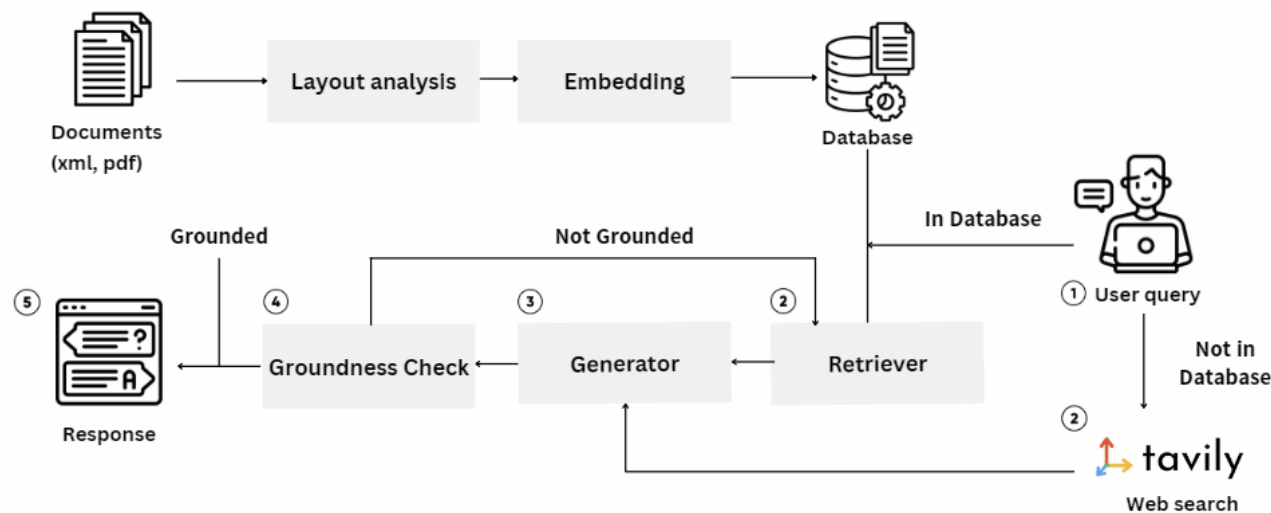 Layout analysis
Embedding
Documents
(xml, pdf)
Database
In Database
Grounded
Not Grounded
5
4
3
2
1 User query
Groundness Check
Generator
Retriever
?
A
Not in
Database
Response
2
tavily
Web search